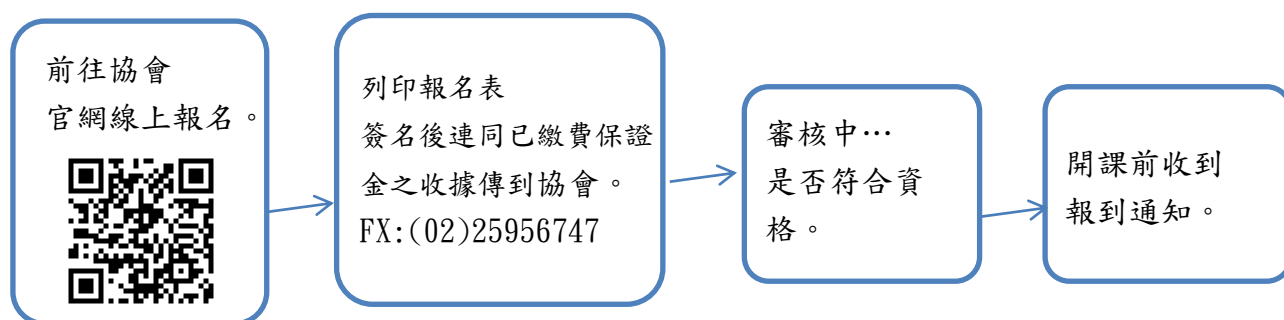 前往協會
官網線上報名。
列印報名表
簽名後連同已繳費保證
金之收據傳到協會。
FX:(02)25956747
審核中…
是否符合資
格。
開課前收到
報到通知。